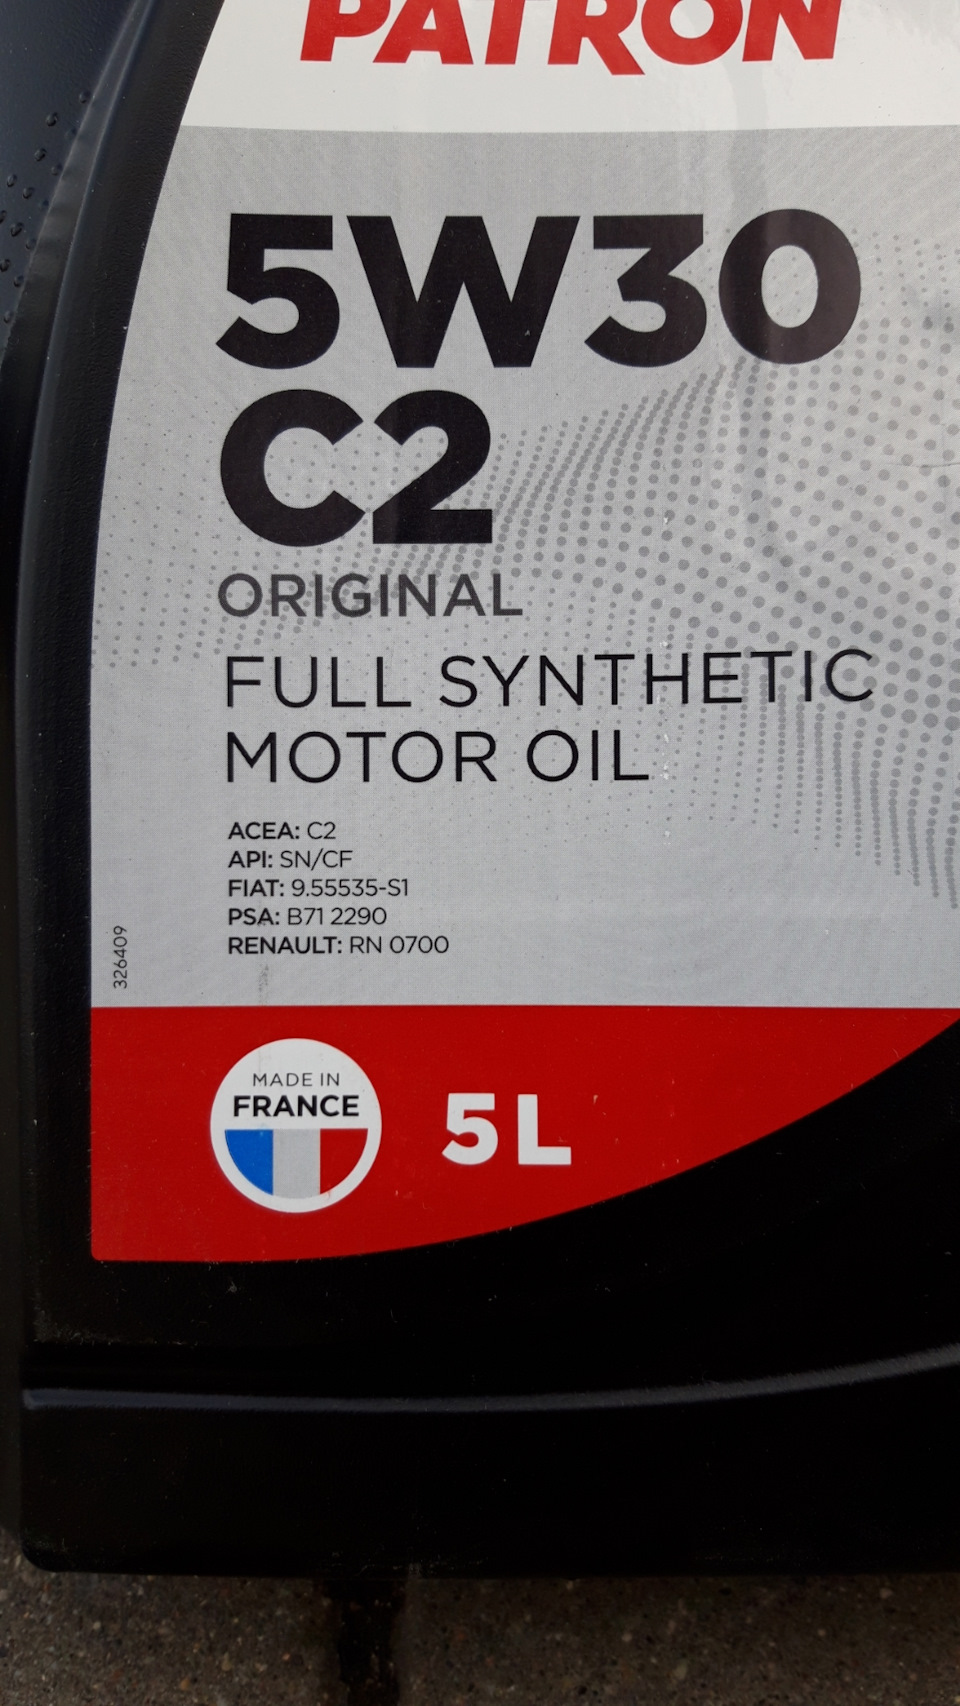 PATRON
5W30
C2
ORIGINAL
FULL SYNTHETIC
MOTOR OIL
ACEA: C2
API: SN/CF
FIAT: 9.55535-S1
PSA: B71 2290
RENAULT: RN 0700
326409
MADE IN
FRANCE
5L